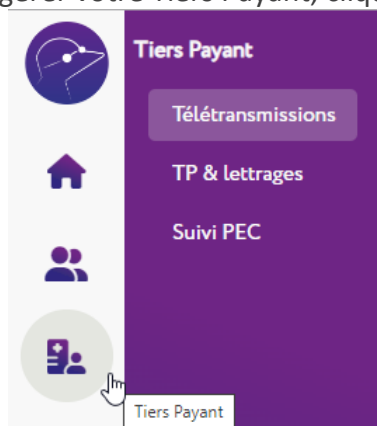 gérer votre Tiers Payant, cliqu
Tiers Payant
Télétransmissions
TP & lettrages
Suivi PEC
Tiers Payant